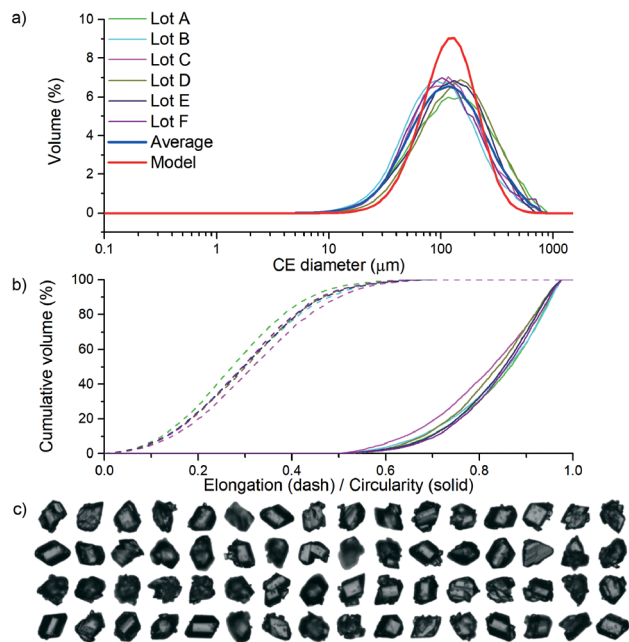 a)
Volume (%)
10
8
6
4
2
0
Lot A
Lot B
Lot C
Lot D
Lot E
Lot F
Average
Model
0.1 1 10 100 1000
CE diameter (μm)
b)
Cumulative volume (%)
100
80
60
40
20
0
0.0 0.2 0.4 0.6 0.8 1.0
Elongation (dash) / Circularity (solid)
c)